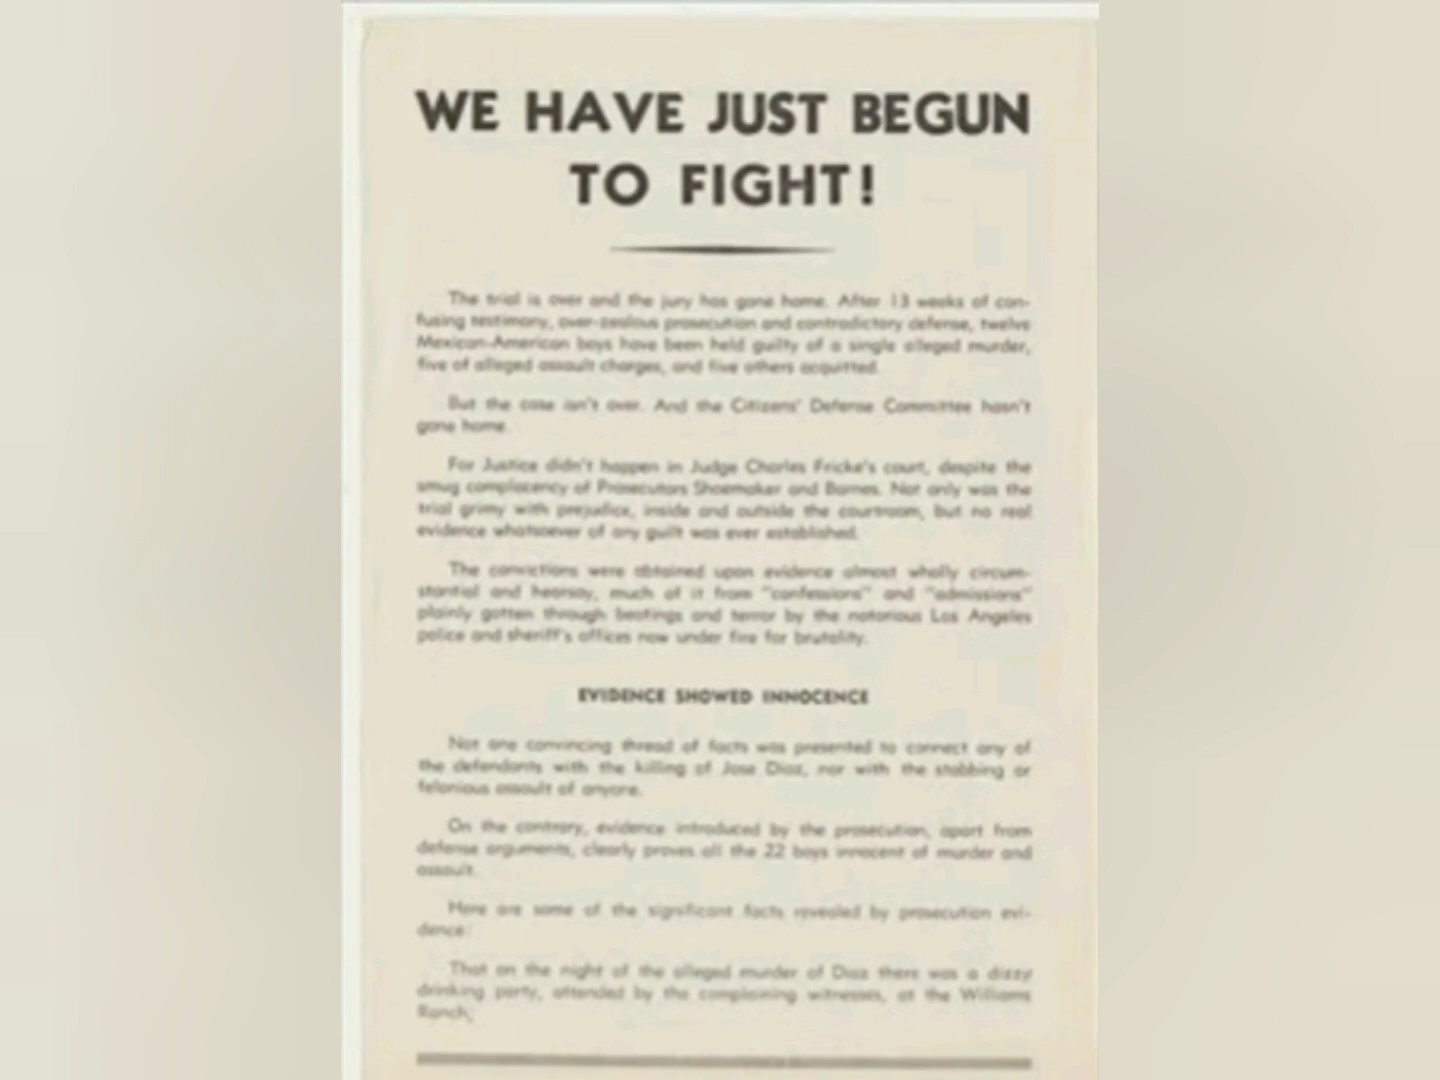 WE HAVE JUST BEGUN
TO FIGHT!
The trial is over and the jury has gone home. After 13 weeks of con-
fusing testimony, over-zealous prosecution and contradictory defense, twelve
Mexican-American boys have been held guilty of a single alleged murder,
five of alleged assault charges, and five others acquitted.
But the case isn't over. And the Citizens' Defense Committee hasn't
gone home.
For Justice didn't happen in Judge Charles Fricke's court, despite the
smug complacency of Prosecutors Shoemaker and Barnes. Not only was the
trial grimy with prejudice, inside and outside the courtroom, but no real
evidence whatsoever of any guilt was ever established.
The convictions were obtained upon evidence almost wholly circum-
stantial and hearsay, much of it from "confessions" and "admissions"
plainly gotten through beatings and terror by the notorious Los Angeles
police and sheriff's offices now under fire for brutality.
EVIDENCE SHOWED INNOCENCE
Not one convincing thread of facts was presented to connect any of
the defendants with the killing of Jose Diaz, nor with the stabbing or
felonious assault of anyone.
On the contrary, evidence introduced by the prosecution, apart from
defense arguments, clearly proves all the 22 boys innocent of murder and
assault.
Here are some of the significant facts revealed by prosecution evi-
dence:
That on the night of the alleged murder of Diaz there was a dizzy
drinking party, attended by the complaining witnesses, at the Williams
Ranch;